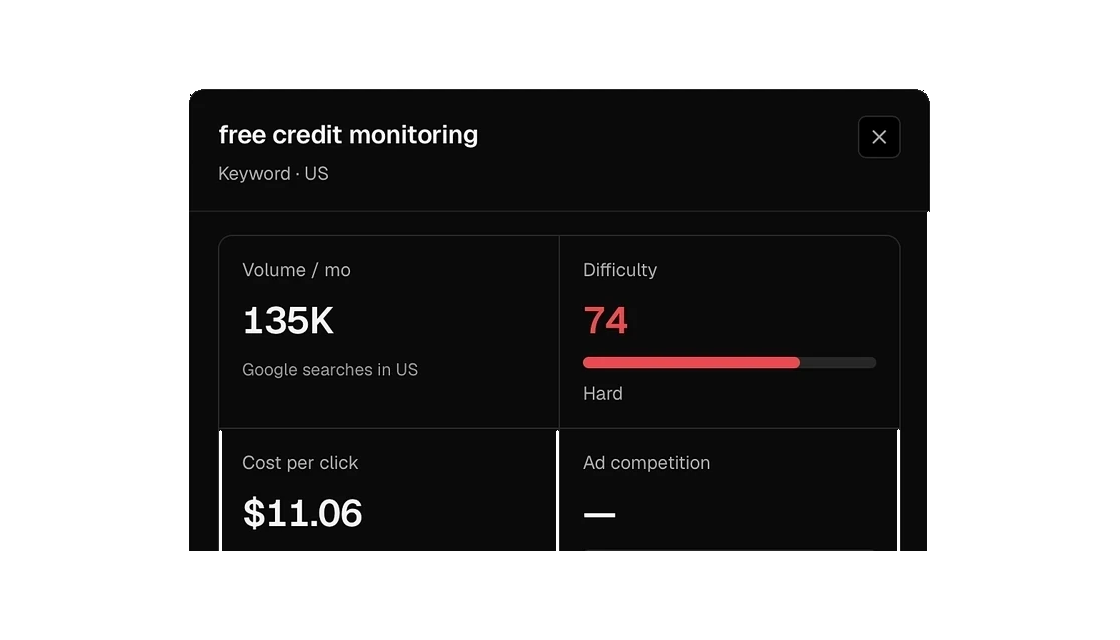 free credit monitoring
Keyword · US
Volume / mo
135K
Google searches in US
Difficulty
74
Hard
Cost per click
$11.06
Ad competition
—